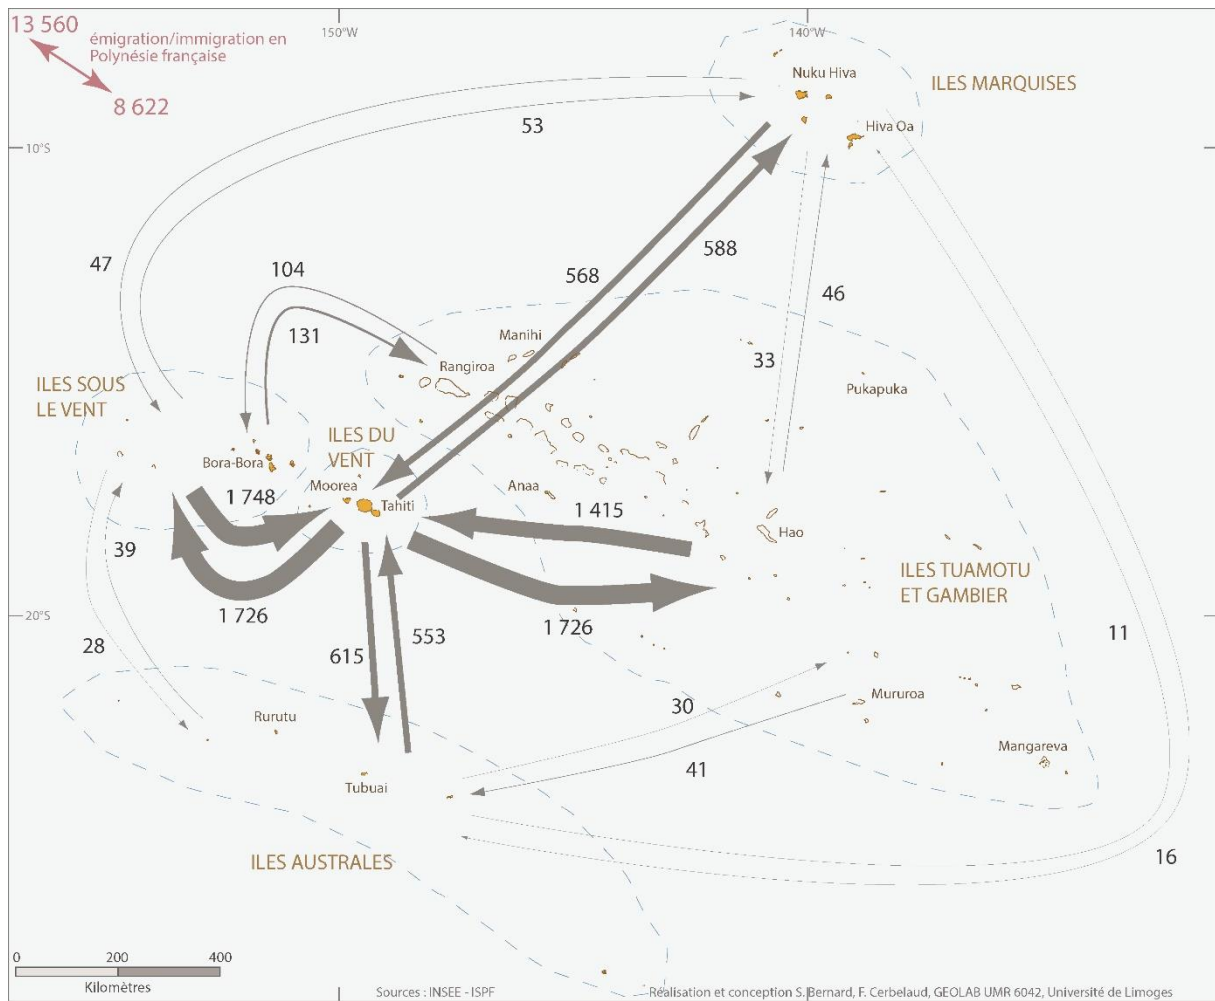 13 560
émigration/immigration en
Polynésie française
8 622
150°W
140°W
10°S
20°S
Nuku Hiva
ILES MARQUISES
Hiva Oa
53
47
568
588
46
33
104
131
Manihi
Rangiroa
Pukapuka
ILES SOUS
LE VENT
ILES DU
VENT
Bora-Bora
Moorea
Tahiti
Anaa
1 748
1 415
Hao
39
1 726
1 726
ILES TUAMOTU
ET GAMBIER
28
615
553
11
30
Mururoa
Rurutu
Mangareva
41
Tubuai
16
ILES AUSTRALES
0 200 400
Kilomètres
Sources : INSEE - ISPF
Réalisation et conception S. Bernard, F. Cerbelaud, GEOLAB UMR 6042, Université de Limoges